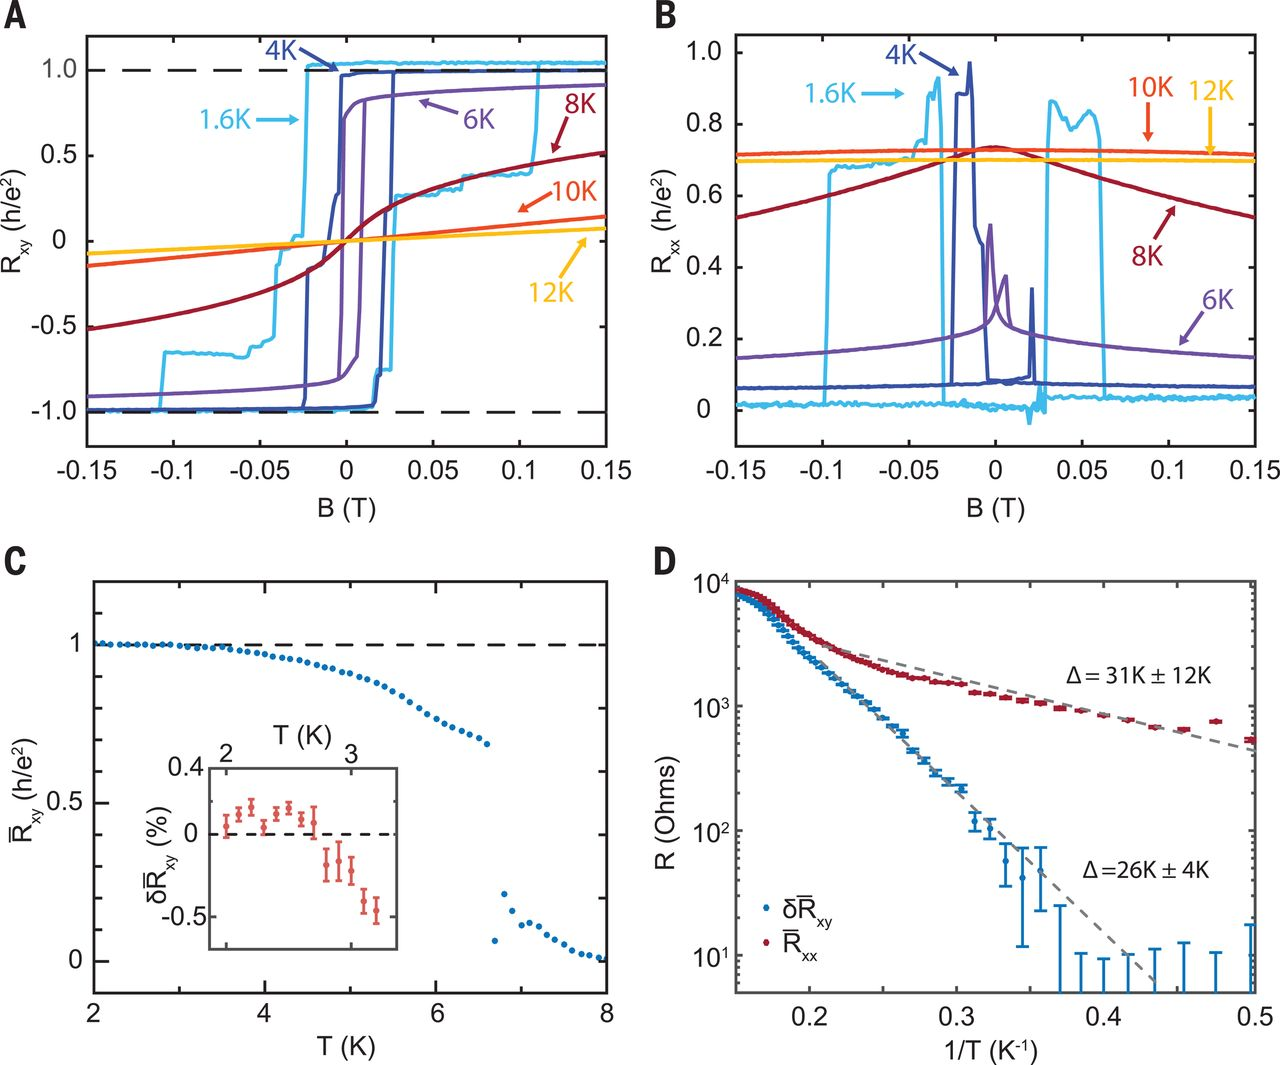 A
1.0
0.5
0
-0.5
-1.0
Rxy (h/e²)
4K
1.6K
6K
8K
10K
12K
-0.15 -0.1 -0.05 0 0.05 0.1 0.15
B (T)
B
1.0
0.8
0.6
0.4
0.2
0
Rxx (h/e²)
4K
1.6K
10K 12K
8K
6K
-0.15 -0.1 -0.05 0 0.05 0.1 0.15
B (T)
C
1
0.5
0
R̅xy (h/e²)
T (K)
2 3
0.4
0
-0.5
δR̅xy (%)
2 4 6 8
T (K)
D
10⁴
10³
10²
10¹
R (Ohms)
Δ = 31K ± 12K
Δ =26K ± 4K
δR̅xy
R̅xx
0.2 0.3 0.4 0.5
1/T (K⁻¹)